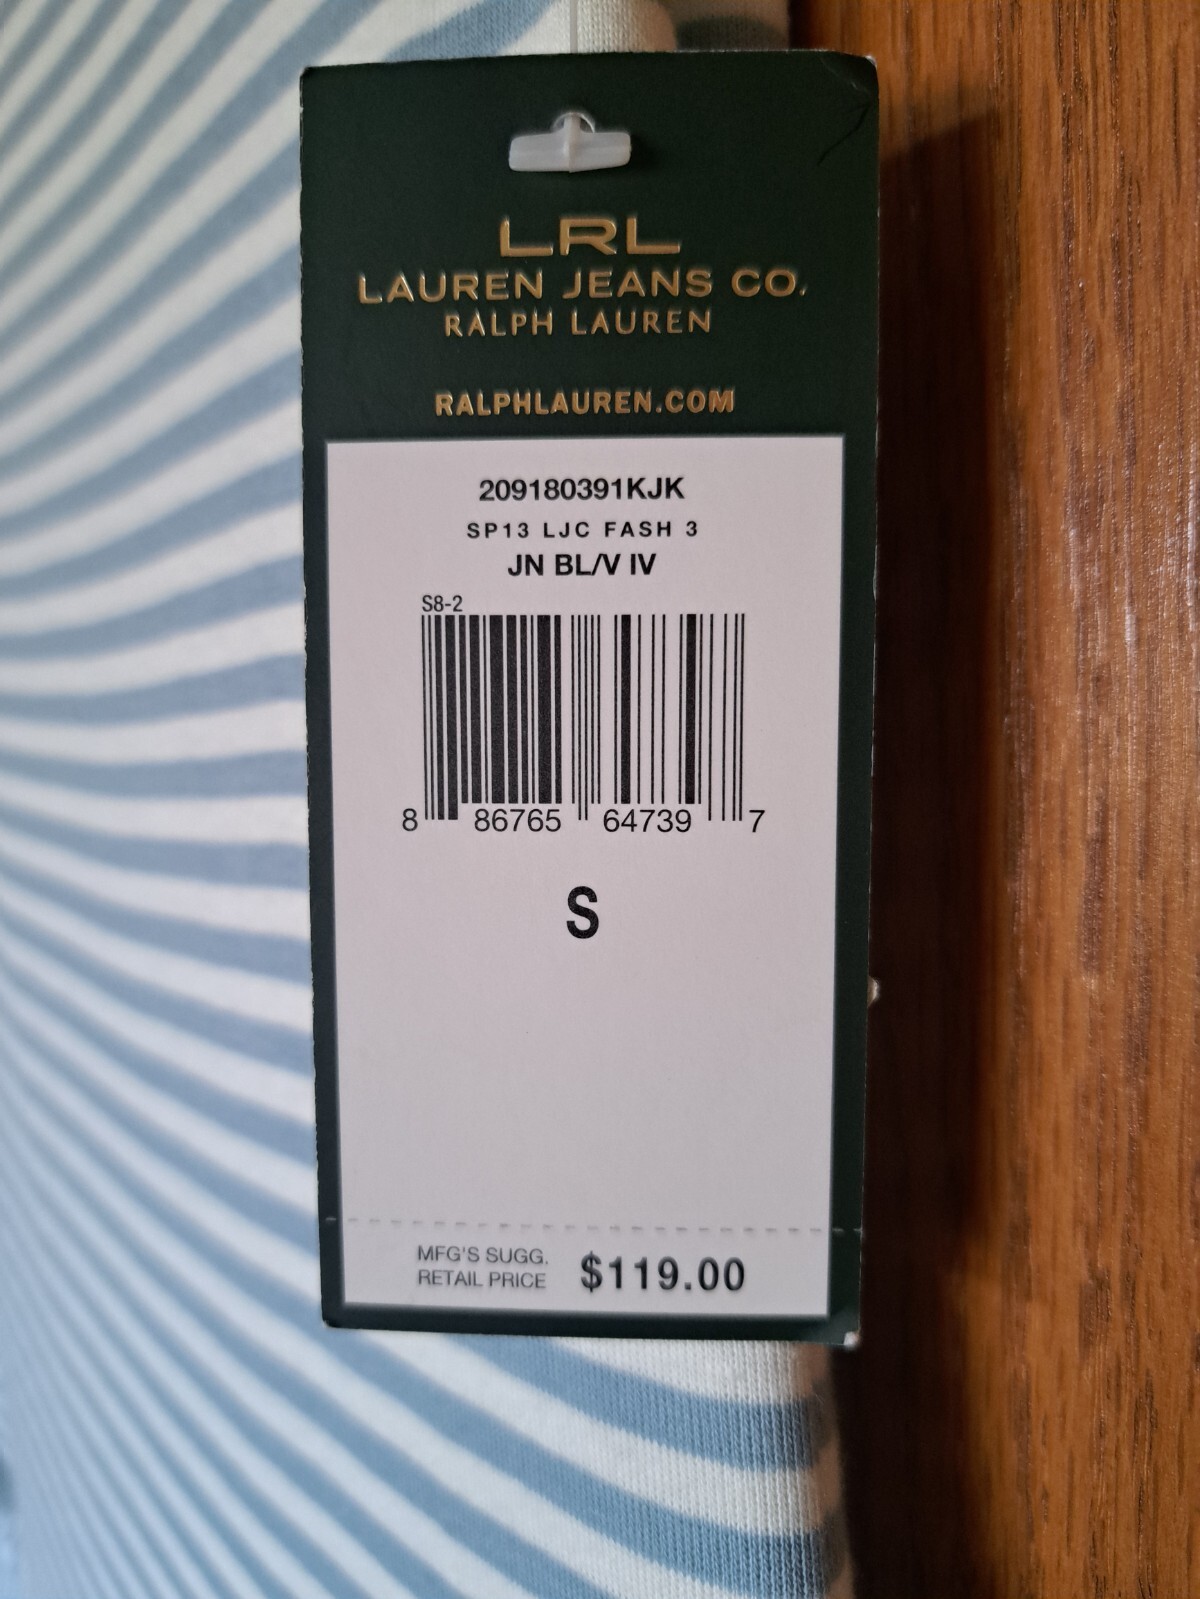 LRL
LAUREN JEANS CO.
RALPH LAUREN
RALPHLAUREN.COM
209180391KJK
SP13 LJC FASH 3
JN BL/V IV
S8-2
8 86765 64739 7
S
MFG'S SUGG.
RETAIL PRICE $119.00